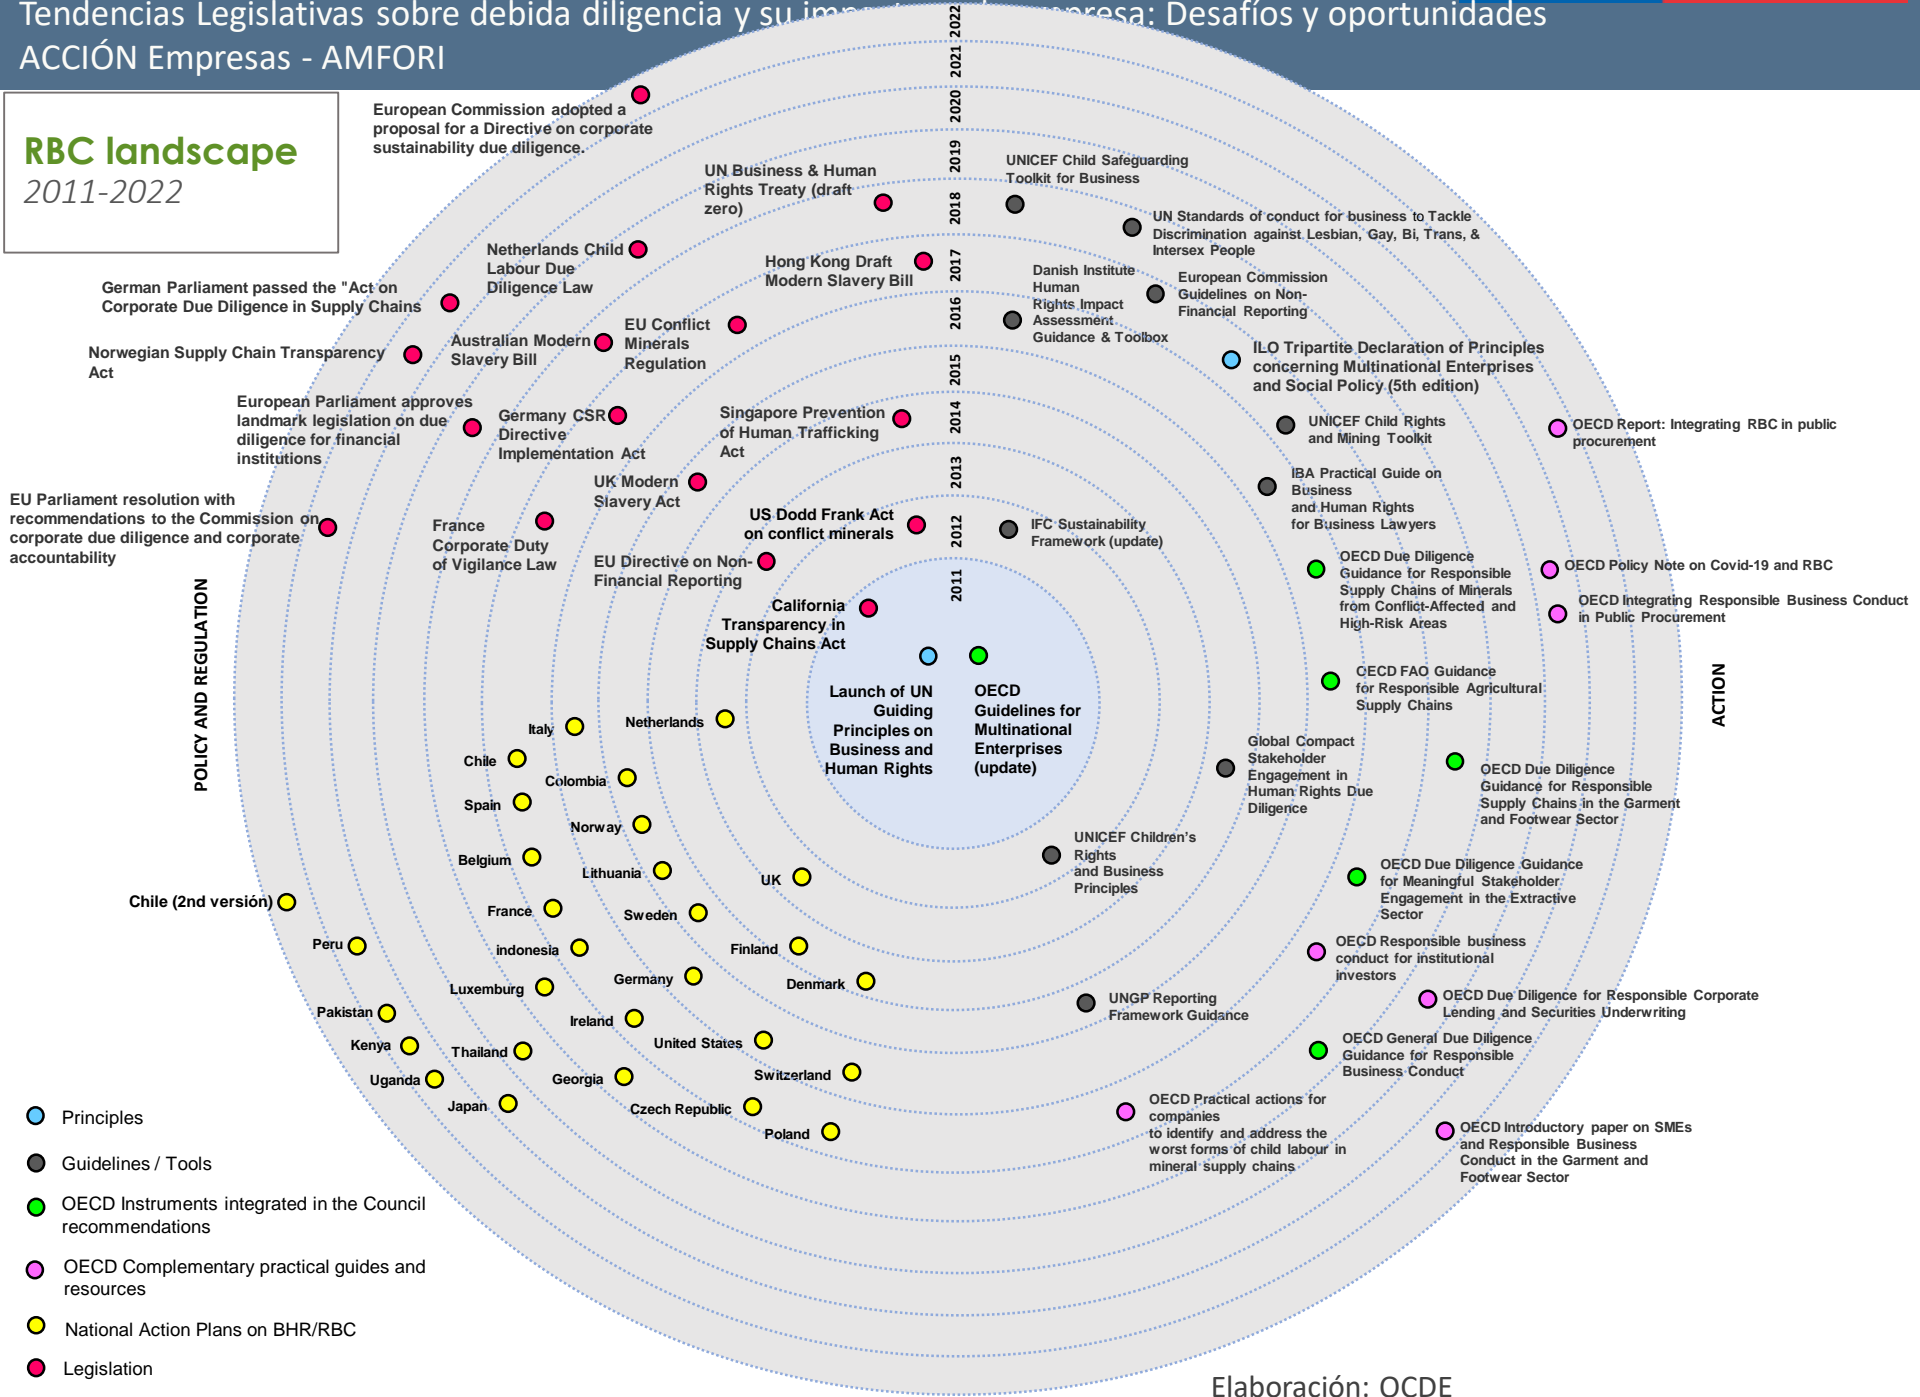 Tendencias Legislativas sobre debida diligencia y su empresa: Desafíos y oportunidades
ACCIÓN Empresas - AMFORI
RBC landscape
2011-2022
2022
2021
2020
2019
2018
2017
2016
2015
2014
2013
2012
2011
POLICY AND REGULATION
ACTION
European Commission adopted a
proposal for a Directive on corporate
sustainability due diligence.
UN Business & Human
Rights Treaty (draft
zero)
Netherlands Child
Labour Due
Diligence Law
Hong Kong Draft
Modern Slavery Bill
German Parliament passed the "Act on
Corporate Due Diligence in Supply Chains
Australian Modern
Slavery Bill
EU Conflict
Minerals
Regulation
Norwegian Supply Chain Transparency
Act
European Parliament approves
landmark legislation on due
diligence for financial
institutions
Germany CSR
Directive
Implementation Act
Singapore Prevention
of Human Trafficking
Act
UK Modern
Slavery Act
EU Parliament resolution with
recommendations to the Commission on
corporate due diligence and corporate
accountability
France
Corporate Duty
of Vigilance Law
US Dodd Frank Act
on conflict minerals
EU Directive on Non-
Financial Reporting
California
Transparency in
Supply Chains Act
Launch of UN
Guiding
Principles on
Business and
Human Rights
OECD
Guidelines for
Multinational
Enterprises
(update)
UNICEF Child Safeguarding
Toolkit for Business
UN Standards of conduct for business to Tackle
Discrimination against Lesbian, Gay, Bi, Trans, &
Intersex People
Danish Institute
Human
Rights Impact
Assessment
Guidance & Toolbox
European Commission
Guidelines on Non-
Financial Reporting
ILO Tripartite Declaration of Principles
concerning Multinational Enterprises
and Social Policy (5th edition)
UNICEF Child Rights
and Mining Toolkit
OECD Report: Integrating RBC in public
procurement
IBA Practical Guide on
Business
and Human Rights
for Business Lawyers
IFC Sustainability
Framework (update)
OECD Due Diligence
Guidance for Responsible
Supply Chains of Minerals
from Conflict-Affected and
High-Risk Areas
OECD Policy Note on Covid-19 and RBC
OECD Integrating Responsible Business Conduct
in Public Procurement
OECD FAO Guidance
for Responsible Agricultural
Supply Chains
Global Compact
Stakeholder
Engagement in
Human Rights Due
Diligence
OECD Due Diligence
Guidance for Responsible
Supply Chains in the Garment
and Footwear Sector
UNICEF Children's
Rights
and Business
Principles
OECD Due Diligence Guidance
for Meaningful Stakeholder
Engagement in the Extractive
Sector
OECD Responsible business
conduct for institutional
investors
UNGP Reporting
Framework Guidance
OECD Due Diligence for Responsible Corporate
Lending and Securities Underwriting
OECD General Due Diligence
Guidance for Responsible
Business Conduct
OECD Practical actions for
companies
to identify and address the
worst forms of child labour in
mineral supply chains
OECD Introductory paper on SMEs
and Responsible Business
Conduct in the Garment and
Footwear Sector
Italy
Netherlands
Chile
Colombia
Spain
Norway
Belgium
Lithuania
UK
Chile (2nd versión)
France
Sweden
Peru
indonesia
Finland
Luxemburg
Germany
Denmark
Pakistan
Ireland
Kenya
Thailand
United States
Uganda
Georgia
Switzerland
Japan
Czech Republic
Poland
Principles
Guidelines / Tools
OECD Instruments integrated in the Council
recommendations
OECD Complementary practical guides and
resources
National Action Plans on BHR/RBC
Legislation
Elaboración: OCDE